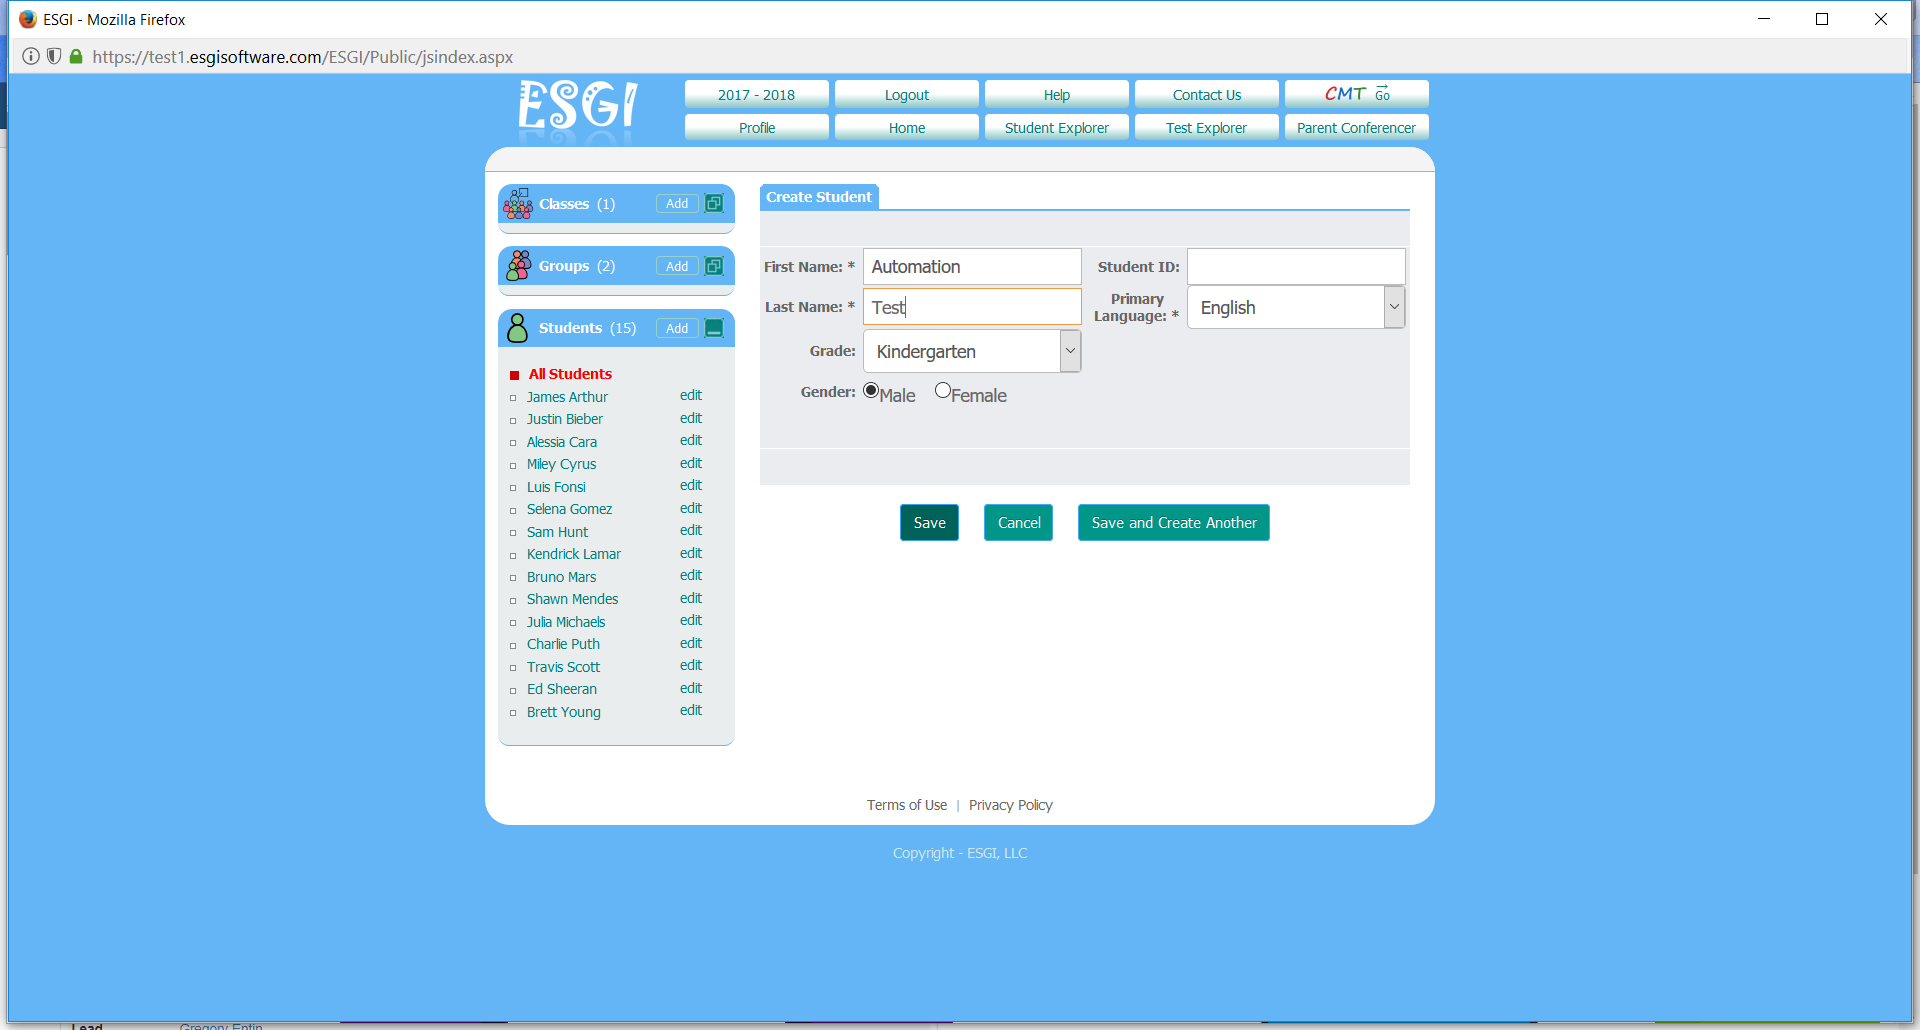 ESGI - Mozilla Firefox
https://test1.esgisoftware.com/ESGI/Public/jsindex.aspx
ESGI
2017 - 2018 Logout Help Contact Us CMT Go
Profile Home Student Explorer Test Explorer Parent Conferencer
Classes (1) Add
Groups (2) Add
Students (15) Add
All Students
James Arthur edit
Justin Bieber edit
Alessia Cara edit
Miley Cyrus edit
Luis Fonsi edit
Selena Gomez edit
Sam Hunt edit
Kendrick Lamar edit
Bruno Mars edit
Shawn Mendes edit
Julia Michaels edit
Charlie Puth edit
Travis Scott edit
Ed Sheeran edit
Brett Young edit
Create Student
First Name: * Automation Student ID:
Last Name: * Test Primary Language: * English
Grade: Kindergarten
Gender: Male Female
Save Cancel Save and Create Another
Terms of Use | Privacy Policy
Copyright - ESGI, LLC
Lead Gregory Entin